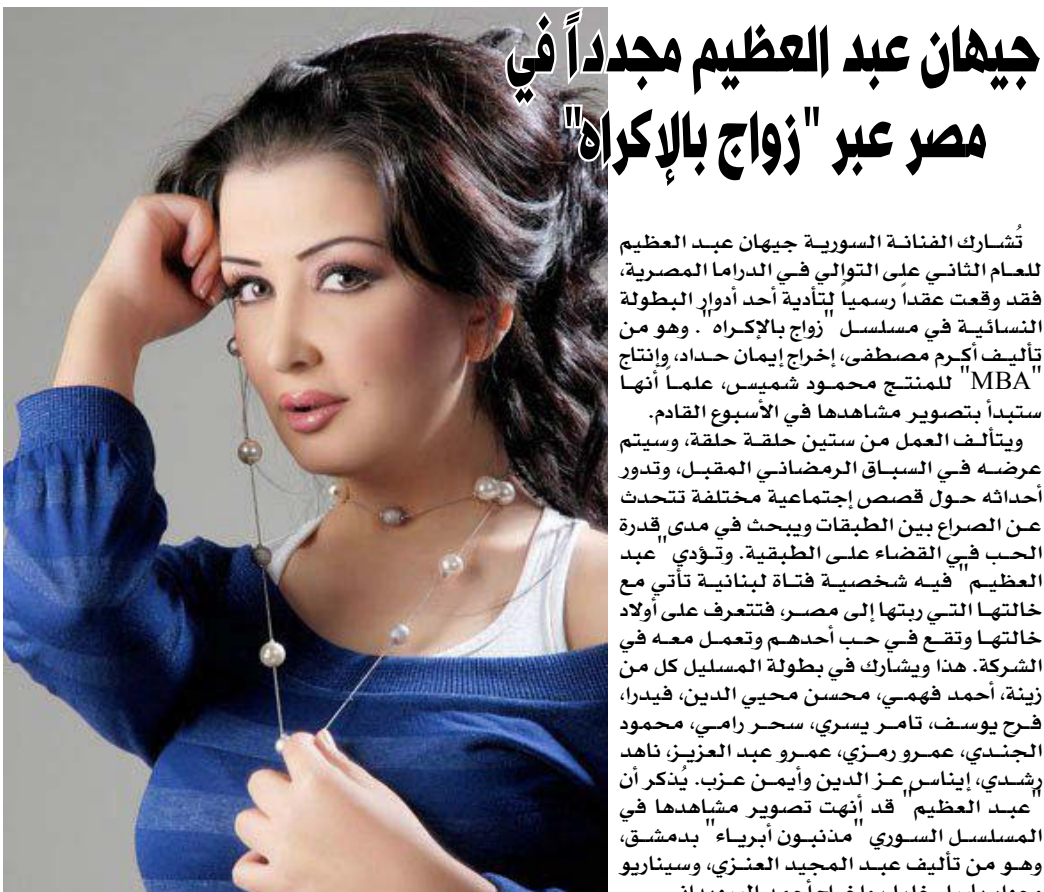 جيهان عبد العظيم مجدداً في
مصر عبر "زواج بالإكراه"
تُشارك الفنانة السورية جيهان عبد العظيم
للعام الثاني على التوالي في الدراما المصرية،
فقد وقعت عقداً رسمياً لتأدية أحد أدوار البطولة
النسائية في مسلسل "زواج بالإكراه". وهو من
تأليف أكرم مصطفى، إخراج إيمان حداد، وإنتاج
"MBA" للمنتج محمود شميس، علماً أنها
ستبدأ بتصوير مشاهدها في الأسبوع القادم.
ويتألف العمل من ستين حلقة حلقة، وسيتم
عرضه في السباق الرمضاني المقبل، وتدور
أحداثه حول قصص إجتماعية مختلفة تتحدث
عن الصراع بين الطبقات ويبحث في مدى قدرة
الحب في القضاء على الطبقية. وتؤدي "عبد
العظيم" فيه شخصية فتاة لبنانية تأتي مع
خالتها التي ربتها إلى مصر، فتتعرف على أولاد
خالتها وتقع في حب أحدهم وتعمل معه في
الشركة. هذا ويشارك في بطولة المسليل كل من
زينة، أحمد فهمي، محسن محيي الدين، فيدرا،
فرح يوسف، تامر يسري، سحر رامي، محمود
الجندي، عمرو رمزي، عمرو عبد العزيز، ناهد
رشدي، إيناس عز الدين وأيمن عزب. يُذكر أن
"عبد العظيم" قد أنهت تصوير مشاهدها في
المسلسل السوري "مذنبون أبرياء" بدمشق،
وهو من تأليف عبد المجيد العنزي، وسيناريو